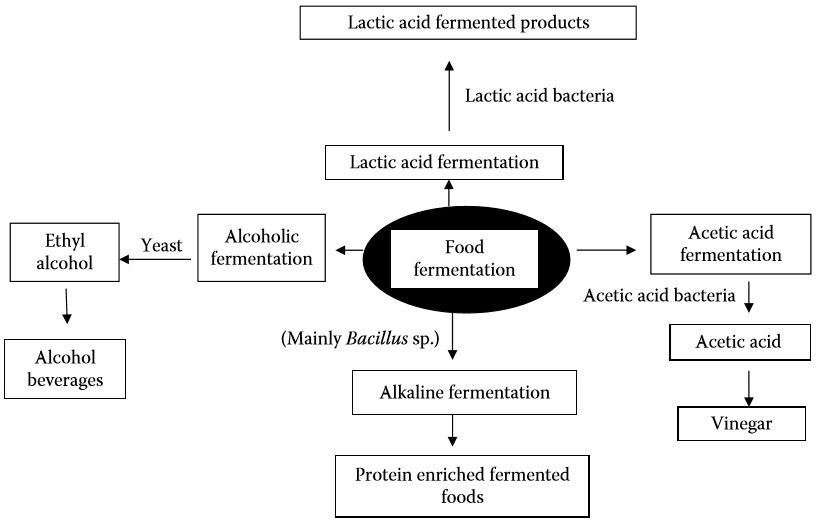 Lactic acid fermented products
Lactic acid bacteria
Lactic acid fermentation
Ethyl
alcohol
Yeast
Alcoholic
fermentation
Food
fermentation
Acetic acid
fermentation
Acetic acid bacteria
(Mainly Bacillus sp.)
Acetic acid
Alcohol
beverages
Alkaline fermentation
Vinegar
Protein enriched fermented
foods